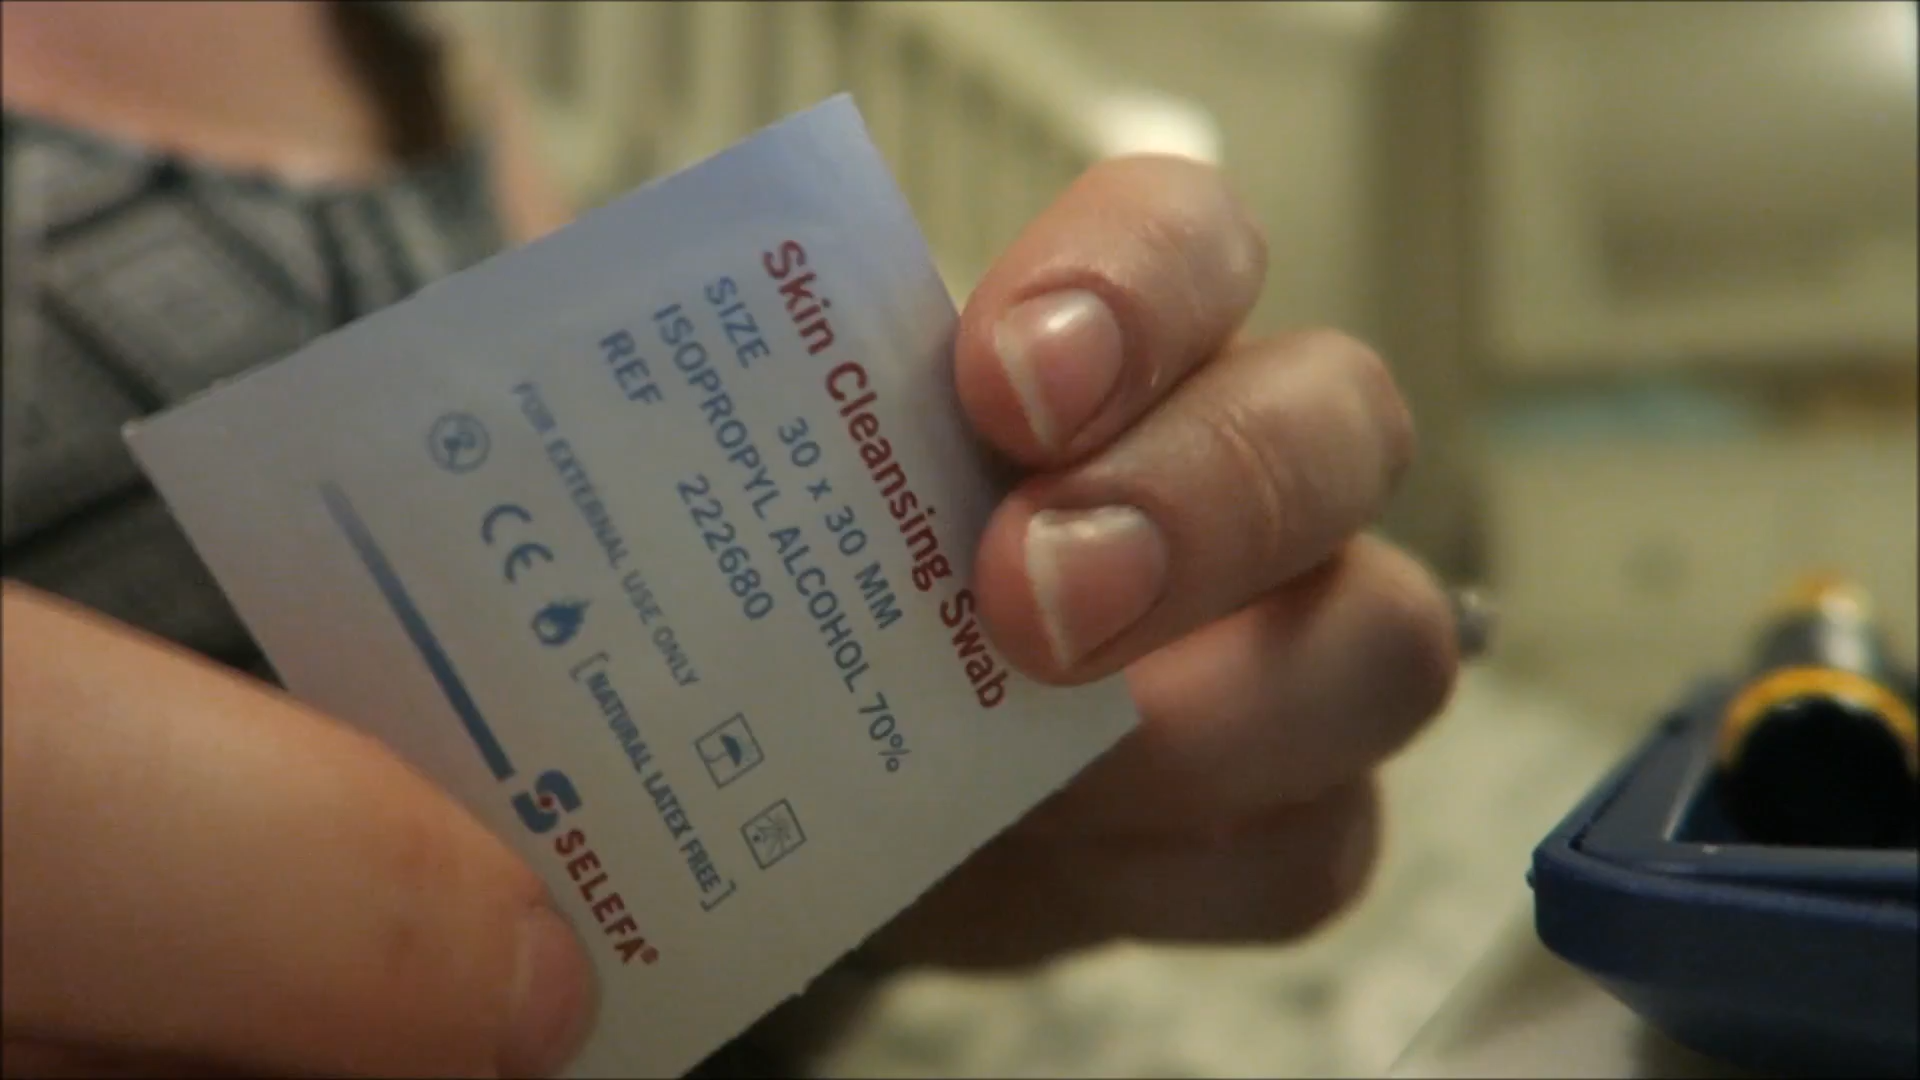 Skin Cleansing Swab
SIZE 30 x 30 MM
ISOPROPYL ALCOHOL 70%
REF 222680
FOR EXTERNAL USE ONLY
2
CE
[NATURAL LATEX FREE]
SELEFA®